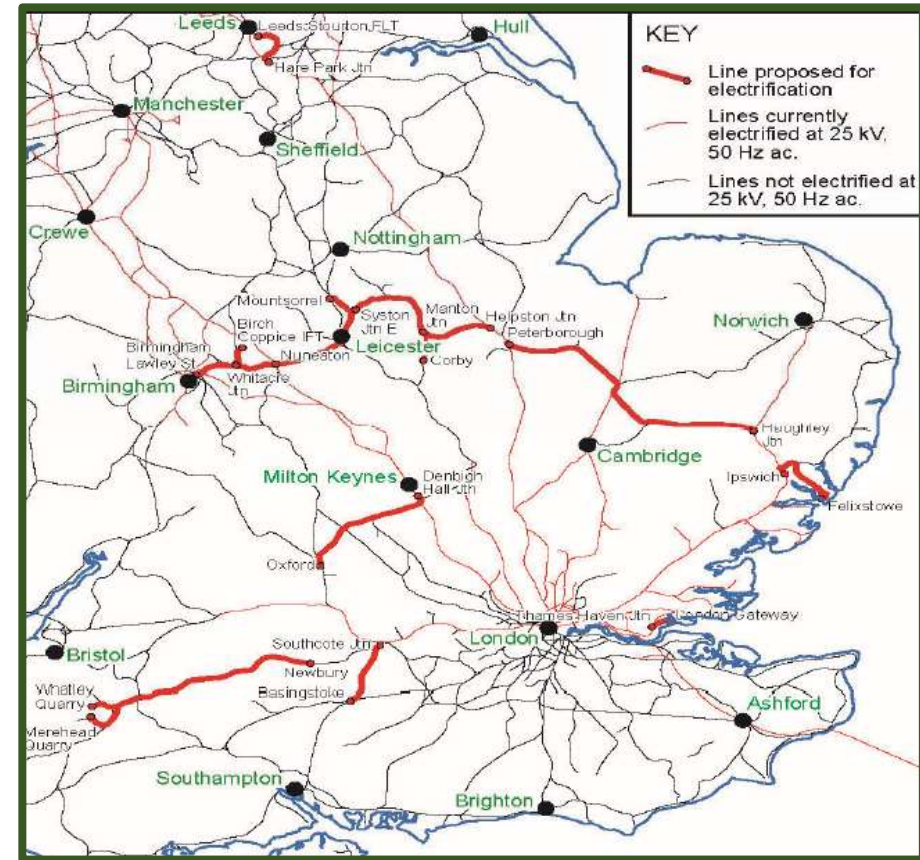 Leeds
Leeds Stourton FLT
Hull
Hare Park Jtn
Manchester
Sheffield
Crewe
Nottingham
KEY
Line proposed for
electrification
Lines currently
electrified at 25 kV,
50 Hz ac.
Lines not electrified at
25 kV, 50 Hz ac.
Mountsorrel
Syston
Jtn E
Manton
Jtn
Helpston Jtn
Peterborough
Norwich
Birch
Coppice IFT
Leicester
Birmingham
Lawley St
Nuneaton
Corby
Birmingham
Whitacre
Jtn
Haughley
Jtn
Cambridge
Milton Keynes
Denbigh
Hall Jtn
Ipswich
Felixstowe
Oxford
Thames Haven Jtn
London Gateway
London
Southcote Jtn
Newbury
Bristol
Basingstoke
Whatley
Quarry
Merehead
Quarry
Ashford
Southampton
Brighton